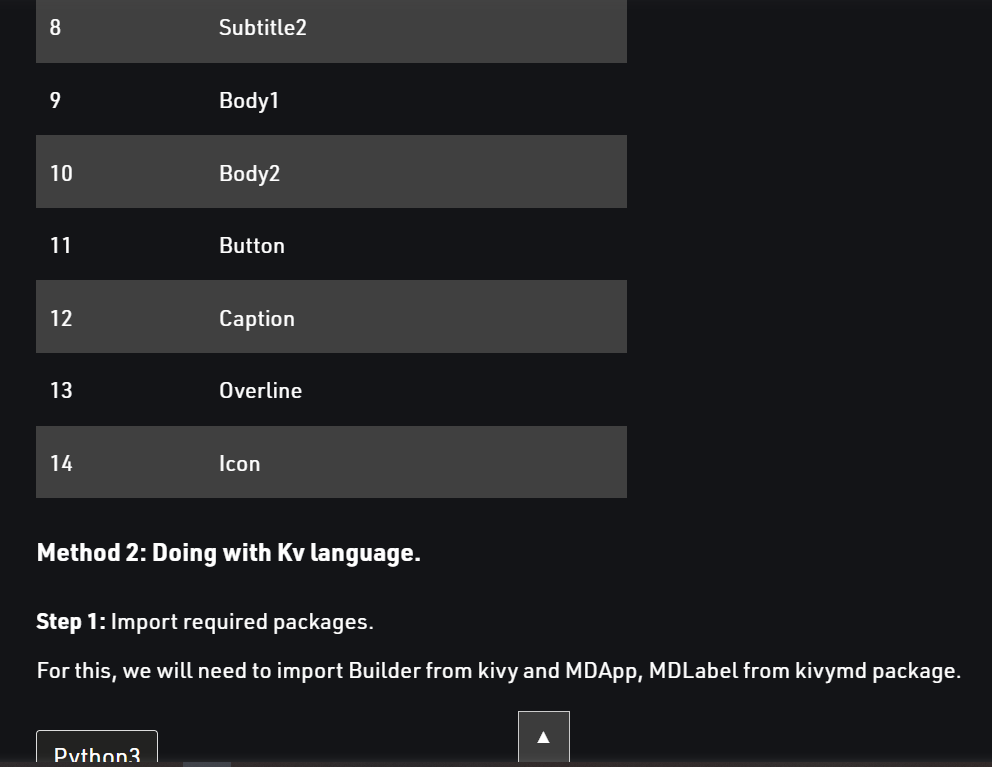 8 Subtitle2
9 Body1
10 Body2
11 Button
12 Caption
13 Overline
14 Icon
Method 2: Doing with Kv language.
Step 1: Import required packages.
For this, we will need to import Builder from kivy and MDApp, MDLabel from kivymd package.
Python3